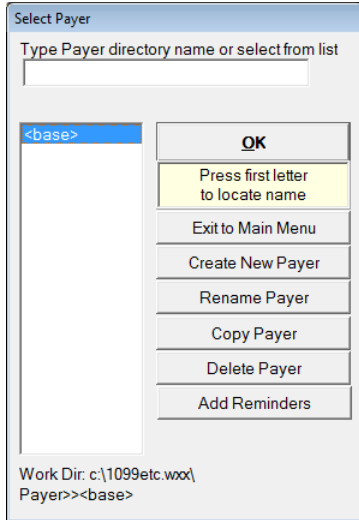 Select Payer
Type Payer directory name or select from list
<base>
OK
Press first letter
to locate name
Exit to Main Menu
Create New Payer
Rename Payer
Copy Payer
Delete Payer
Add Reminders
Work Dir: c:\1099etc.wxx\
Payer>><base>